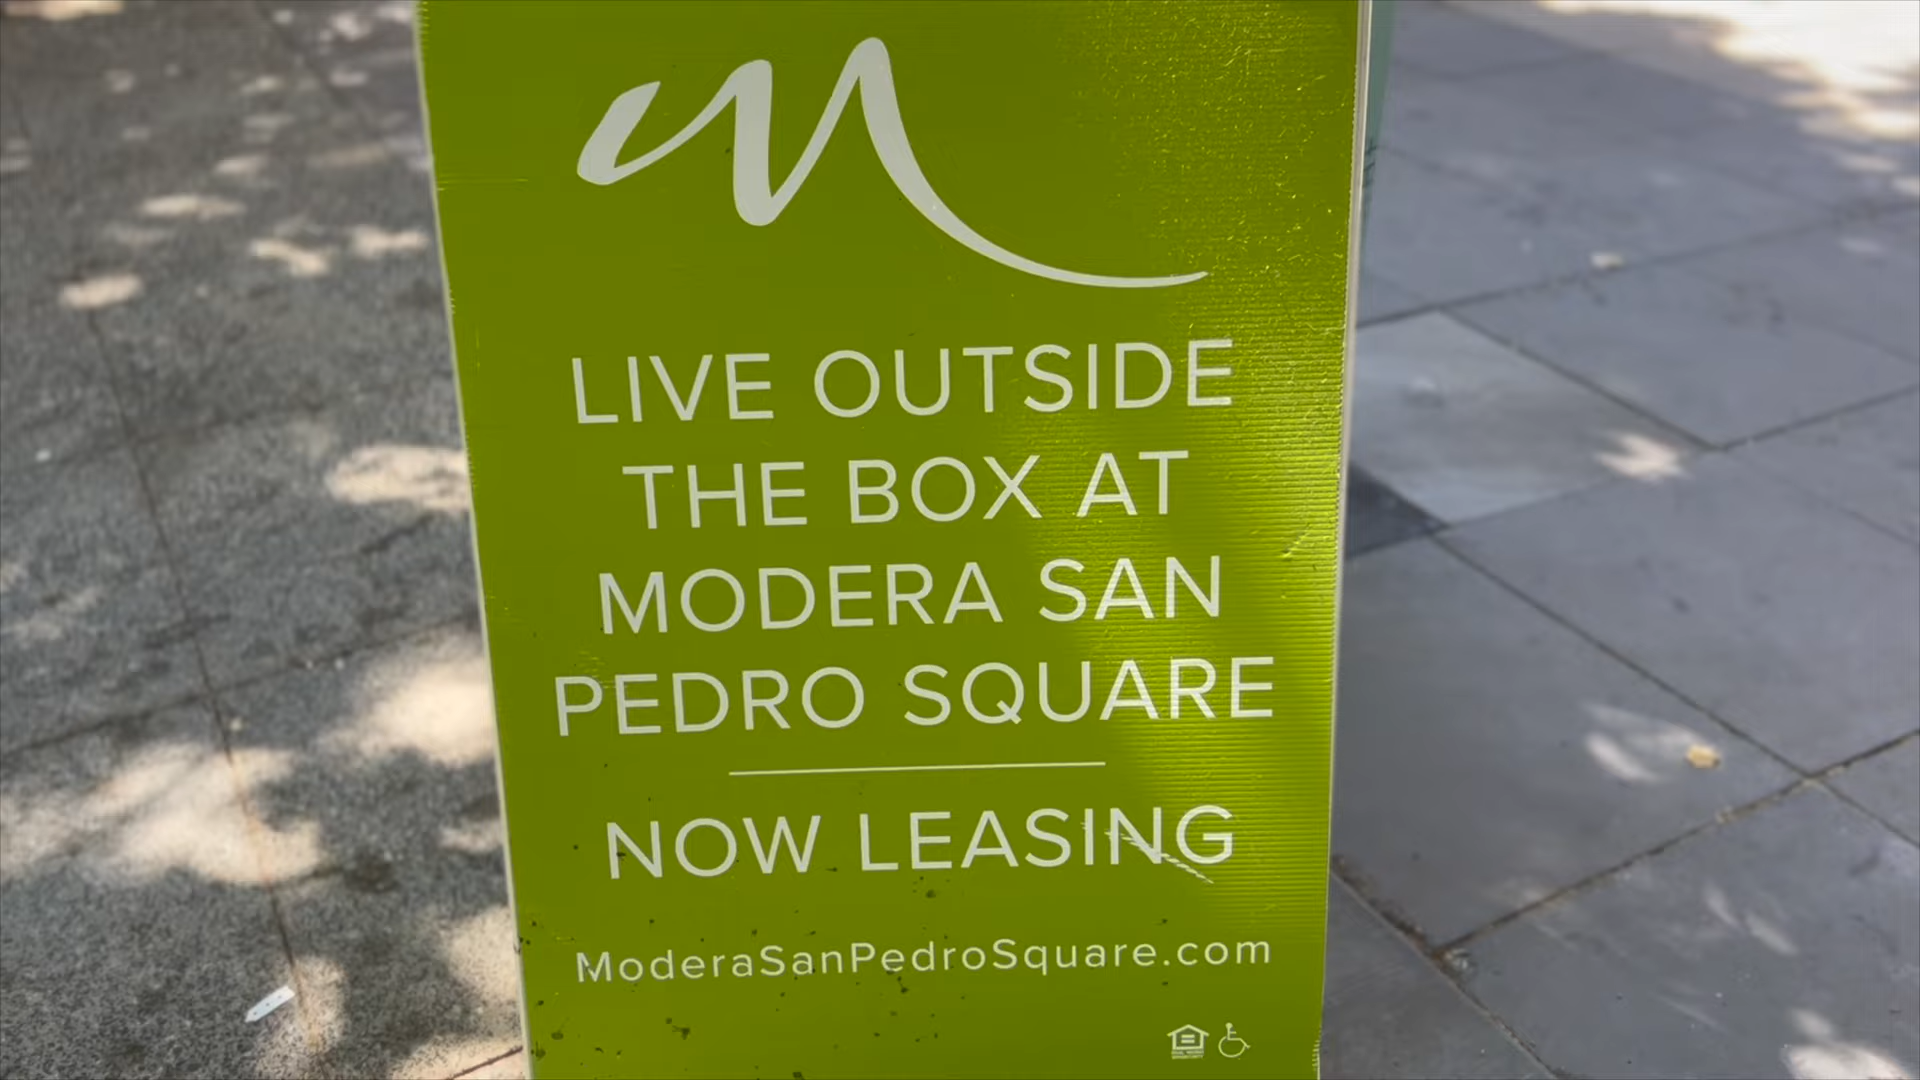 LIVE OUTSIDE
THE BOX AT
MODERA SAN
PEDRO SQUARE
NOW LEASING
ModeraSanPedroSquare.com